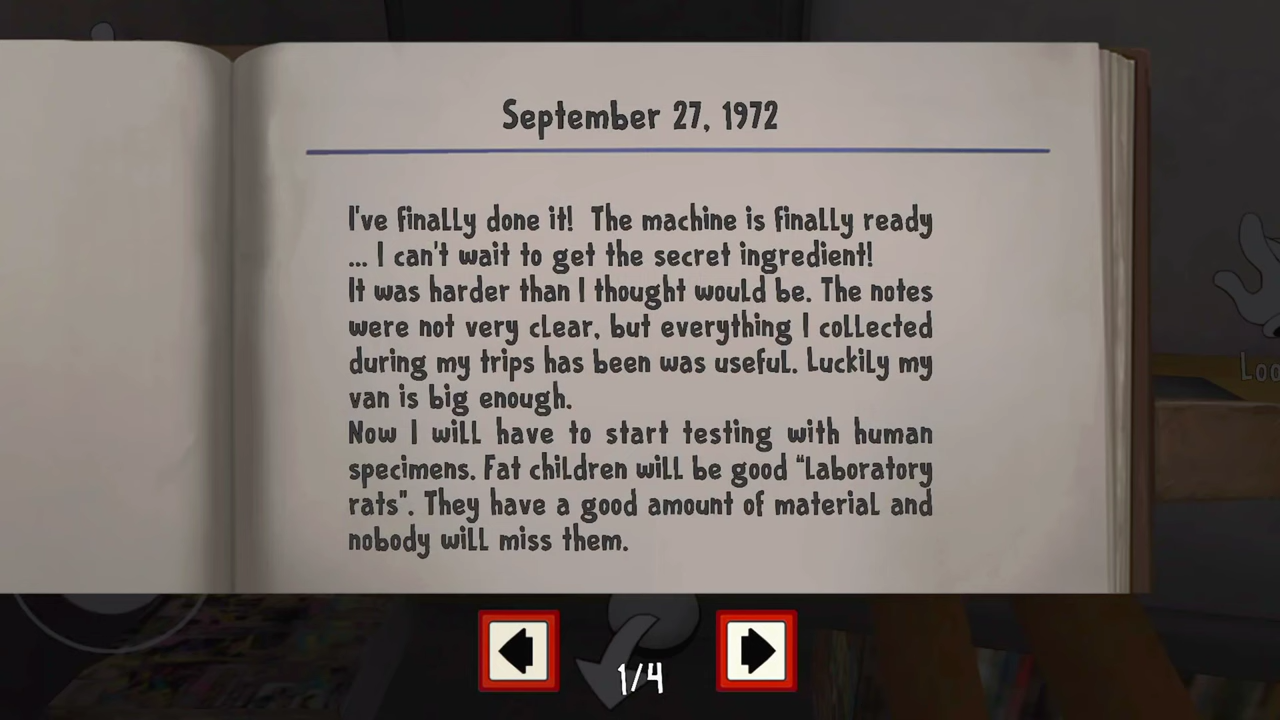 September 27, 1972
I've finally done it! The machine is finally ready
... I can't wait to get the secret ingredient!
It was harder than I thought would be. The notes
were not very clear, but everything I collected
during my trips has been was useful. Luckily my
van is big enough.
Now I will have to start testing with human
specimens. Fat children will be good "Laboratory
rats". They have a good amount of material and
nobody will miss them.
1/4